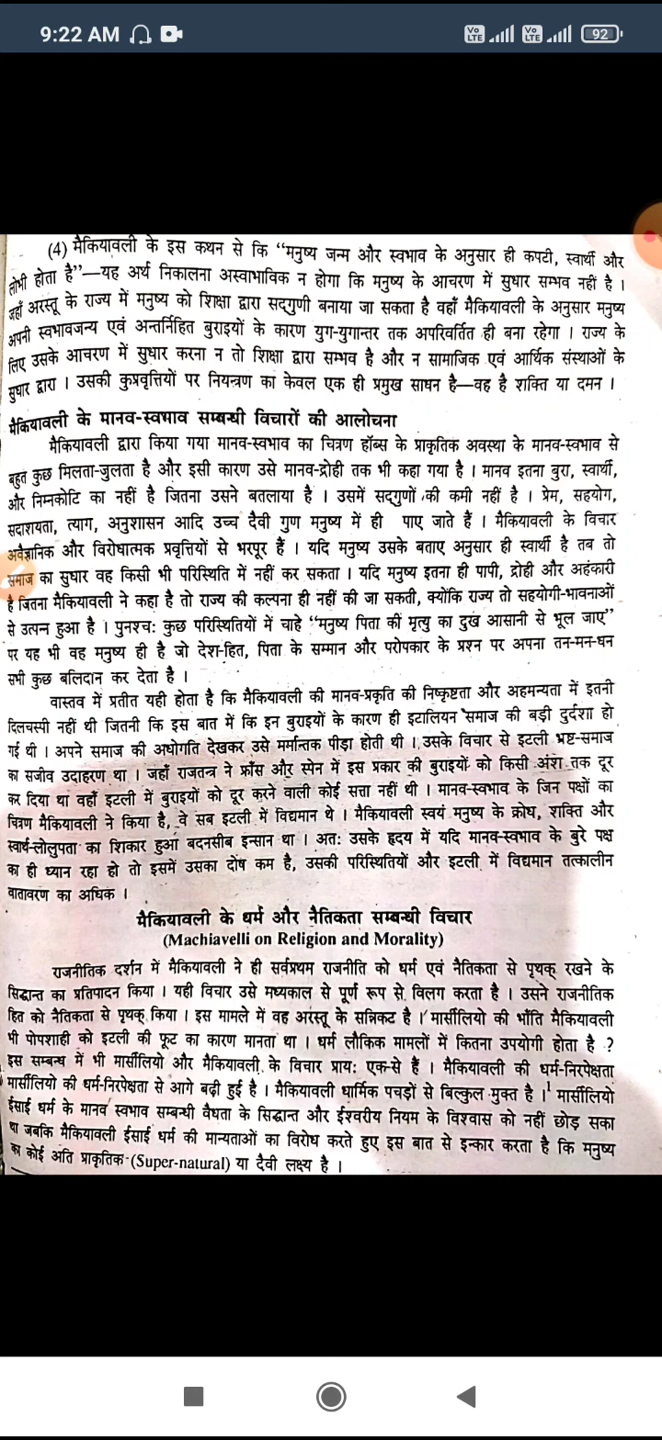 9:22 AM
Vo LTE Vo LTE 92
(4) मैकियावली के इस कथन से कि “मनुष्य जन्म और स्वभाव के अनुसार ही कपटी, स्वार्थी और
लोभी होता है”—यह अर्थ निकालना अस्वाभाविक न होगा कि मनुष्य के आचरण में सुधार सम्भव नहीं है ।
जहाँ अरस्तू के राज्य में मनुष्य को शिक्षा द्वारा सद्गुणी बनाया जा सकता है वहाँ मैकियावली के अनुसार मनुष्य
अपनी स्वभावजन्य एवं अन्तर्निहित बुराइयों के कारण युग-युगान्तर तक अपरिवर्तित ही बना रहेगा । राज्य के
लिए उसके आचरण में सुधार करना न तो शिक्षा द्वारा सम्भव है और न सामाजिक एवं आर्थिक संस्थाओं के
सुधार द्वारा । उसकी कुप्रवृत्तियों पर नियन्त्रण का केवल एक ही प्रमुख साधन है—वह है शक्ति या दमन ।
मैकियावली के मानव-स्वभाव सम्बन्धी विचारों की आलोचना
मैकियावली द्वारा किया गया मानव-स्वभाव का चित्रण हॉब्स के प्राकृतिक अवस्था के मानव-स्वभाव से
बहुत कुछ मिलता-जुलता है और इसी कारण उसे मानव-द्रोही तक भी कहा गया है । मानव इतना बुरा, स्वार्थी,
और निम्नकोटि का नहीं है जितना उसने बतलाया है । उसमें सद्गुणों की कमी नहीं है । प्रेम, सहयोग,
सदाशयता, त्याग, अनुशासन आदि उच्च दैवी गुण मनुष्य में ही पाए जाते हैं । मैकियावली के विचार
अवैज्ञानिक और विरोधात्मक प्रवृत्तियों से भरपूर हैं । यदि मनुष्य उसके बताए अनुसार ही स्वार्थी है तब तो
समाज का सुधार वह किसी भी परिस्थिति में नहीं कर सकता । यदि मनुष्य इतना ही पापी, द्रोही और अहंकारी
है जितना मैकियावली ने कहा है तो राज्य की कल्पना ही नहीं की जा सकती, क्योंकि राज्य तो सहयोगी-भावनाओं
से उत्पन्न हुआ है । पुनश्चः कुछ परिस्थितियों में चाहे “मनुष्य पिता की मृत्यु का दुख आसानी से भूल जाए”
पर यह भी वह मनुष्य ही है जो देश-हित, पिता के सम्मान और परोपकार के प्रश्न पर अपना तन-मन-धन
सभी कुछ बलिदान कर देता है ।
वास्तव में प्रतीत यही होता है कि मैकियावली की मानव-प्रकृति की निष्कृष्टता और अहमन्यता में इतनी
दिलचस्पी नहीं थी जितनी कि इस बात में कि इन बुराइयों के कारण ही इटालियन समाज की बड़ी दुर्दशा हो
गई थी । अपने समाज की अधोगति देखकर उसे मर्मान्तक पीड़ा होती थी । उसके विचार से इटली भ्रष्ट-समाज
का सजीव उदाहरण था । जहाँ राजतन्त्र ने फ्राँस और स्पेन में इस प्रकार की बुराइयों को किसी अंश तक दूर
कर दिया था वहाँ इटली में बुराइयों को दूर करने वाली कोई सत्ता नहीं थी । मानव-स्वभाव के जिन पक्षों का
चित्रण मैकियावली ने किया है, वे सब इटली में विद्यमान थे । मैकियावली स्वयं मनुष्य के क्रोध, शक्ति और
स्वार्थ-लोलुपता का शिकार हुआ बदनसीब इन्सान था । अतः उसके हृदय में यदि मानव-स्वभाव के बुरे पक्ष
का ही ध्यान रहा हो तो इसमें उसका दोष कम है, उसकी परिस्थितियों और इटली में विद्यमान तत्कालीन
वातावरण का अधिक ।
मैकियावली के धर्म और नैतिकता सम्बन्धी विचार
(Machiavelli on Religion and Morality)
राजनीतिक दर्शन में मैकियावली ने ही सर्वप्रथम राजनीति को धर्म एवं नैतिकता से पृथक् रखने के
सिद्धान्त का प्रतिपादन किया । यही विचार उसे मध्यकाल से पूर्ण रूप से विलग करता है । उसने राजनीतिक
हित को नैतिकता से पृथक् किया । इस मामले में वह अरस्तू के सन्निकट है । मार्सीलियो की भाँति मैकियावली
भी पोपशाही को इटली की फूट का कारण मानता था । धर्म लौकिक मामलों में कितना उपयोगी होता है ?
इस सम्बन्ध में भी मार्सीलियो और मैकियावली के विचार प्रायः एक-से हैं । मैकियावली की धर्म-निरपेक्षता
मार्सीलियो की धर्म-निरपेक्षता से आगे बढ़ी हुई है । मैकियावली धार्मिक पचड़ों से बिल्कुल मुक्त है ।¹ मार्सीलियो
ईसाई धर्म के मानव स्वभाव सम्बन्धी वैधता के सिद्धान्त और ईश्वरीय नियम के विश्वास को नहीं छोड़ सका
था जबकि मैकियावली ईसाई धर्म की मान्यताओं का विरोध करते हुए इस बात से इन्कार करता है कि मनुष्य
का कोई अति प्राकृतिक (Super-natural) या दैवी लक्ष्य है ।